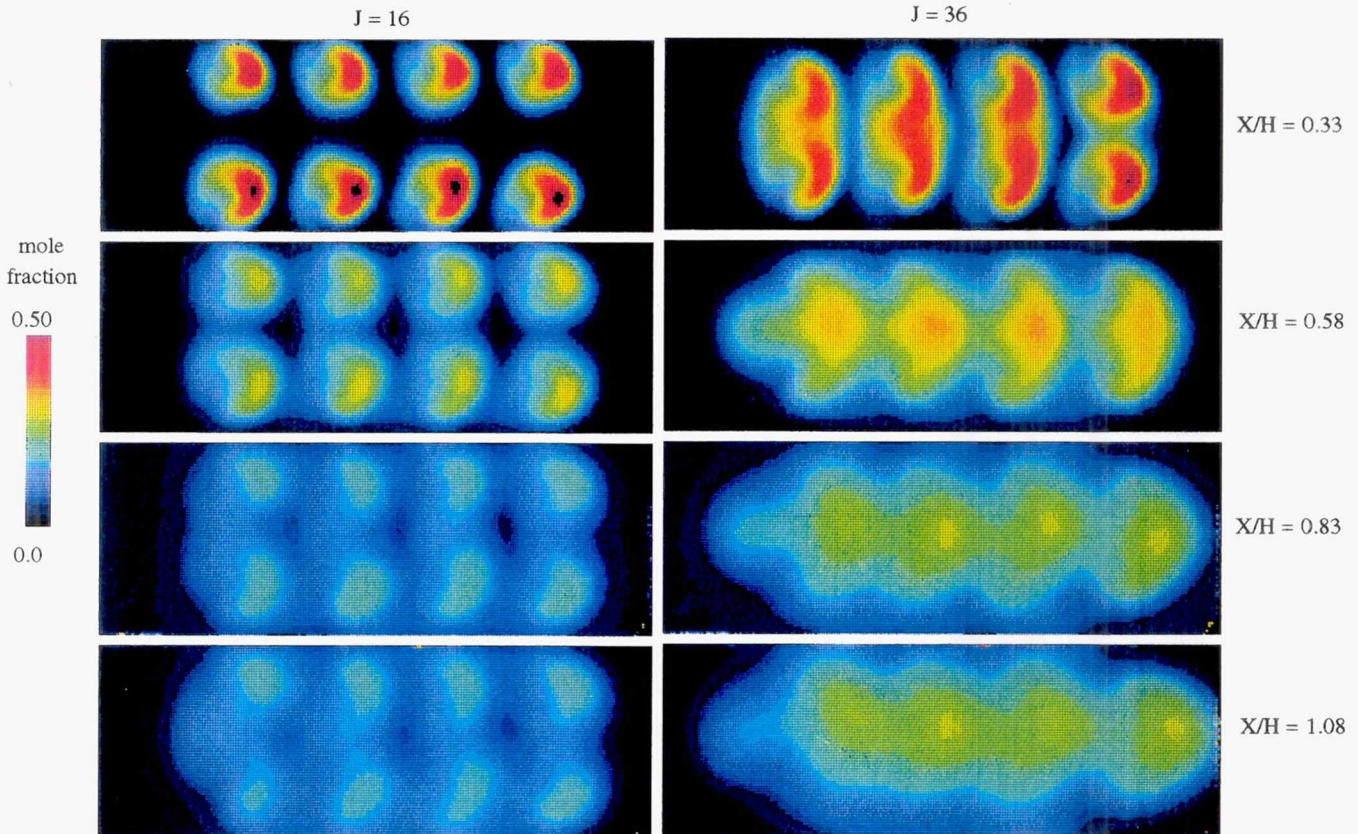 J = 16
J = 36
X/H = 0.33
mole
fraction
0.50
X/H = 0.58
X/H = 0.83
0.0
X/H = 1.08